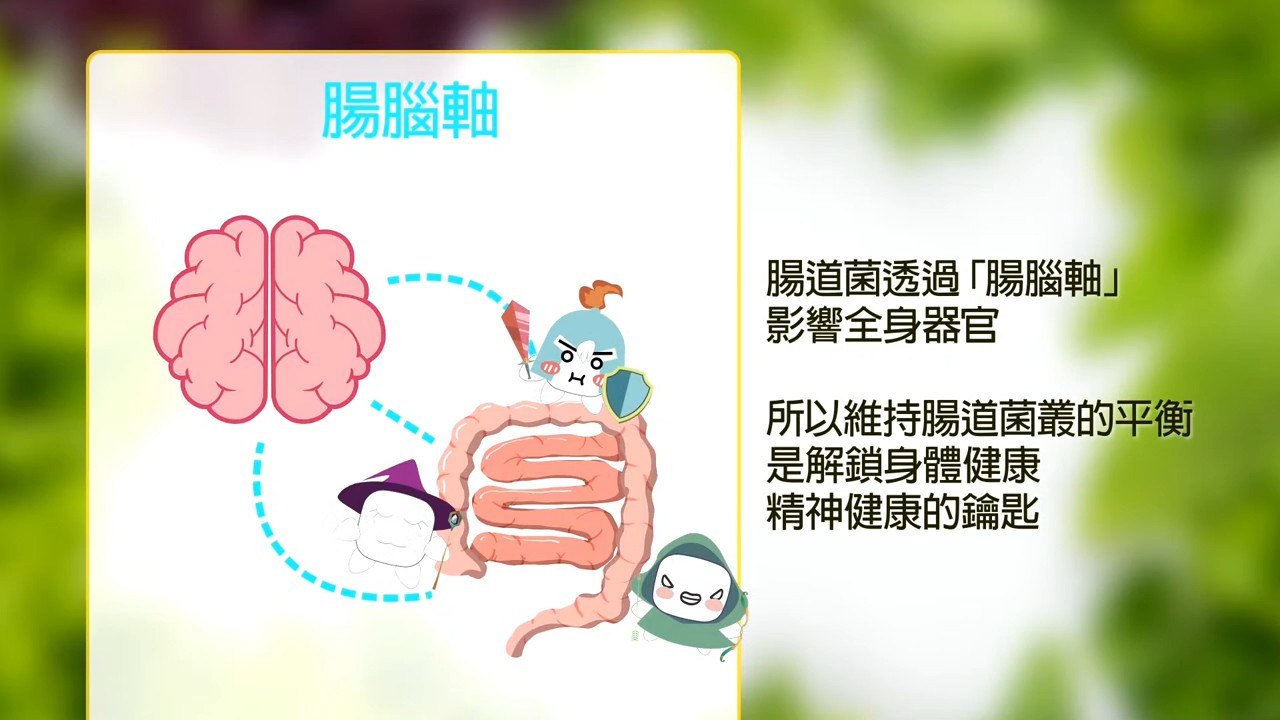 腸腦軸
腸道菌透過「腸腦軸」
影響全身器官
所以維持腸道菌叢的平衡
是解鎖身體健康
精神健康的鑰匙